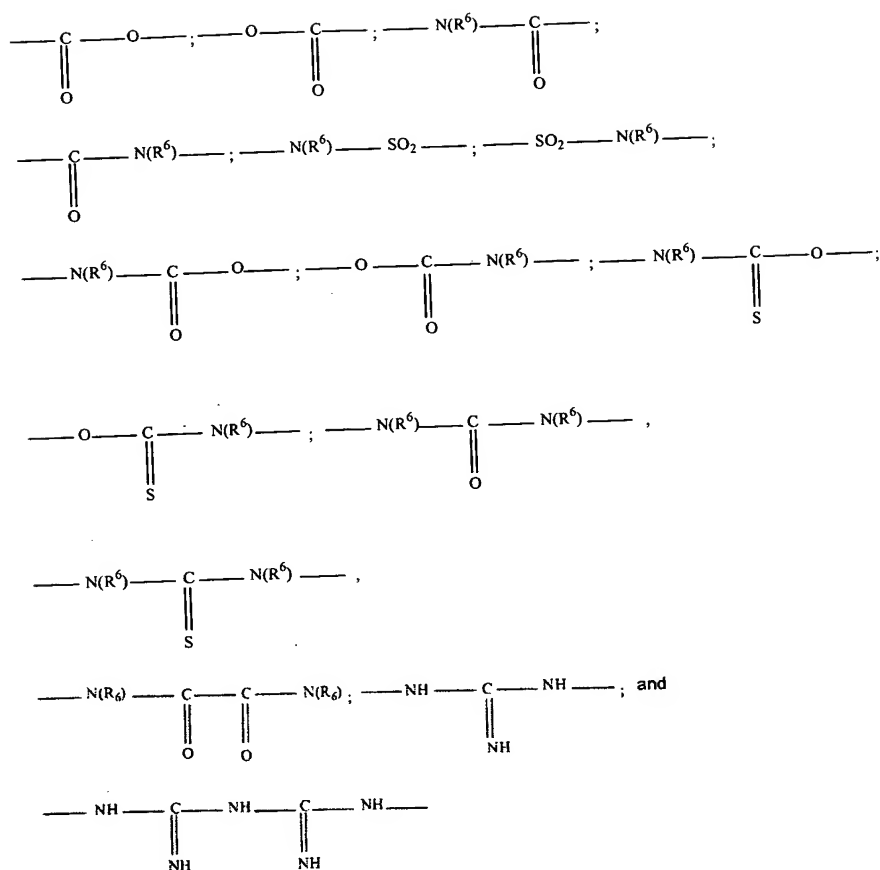 — C — O — ; — O — C — ; — N(R⁶) — C — ;
O O O
— C — N(R⁶) — ; — N(R⁶) — SO₂ — ; — SO₂ — N(R⁶) — ;
O
— N(R⁶) — C — O — ; — O — C — N(R⁶) — ; — N(R⁶) — C — O — ;
O O S
— O — C — N(R⁶) — ; — N(R⁶) — C — N(R⁶) — ,
S O
— N(R⁶) — C — N(R⁶) — ,
S
— N(R₆) — C — C — N(R₆); — NH — C — NH — ; and
O O NH
— NH — C — NH — C — NH —
NH NH